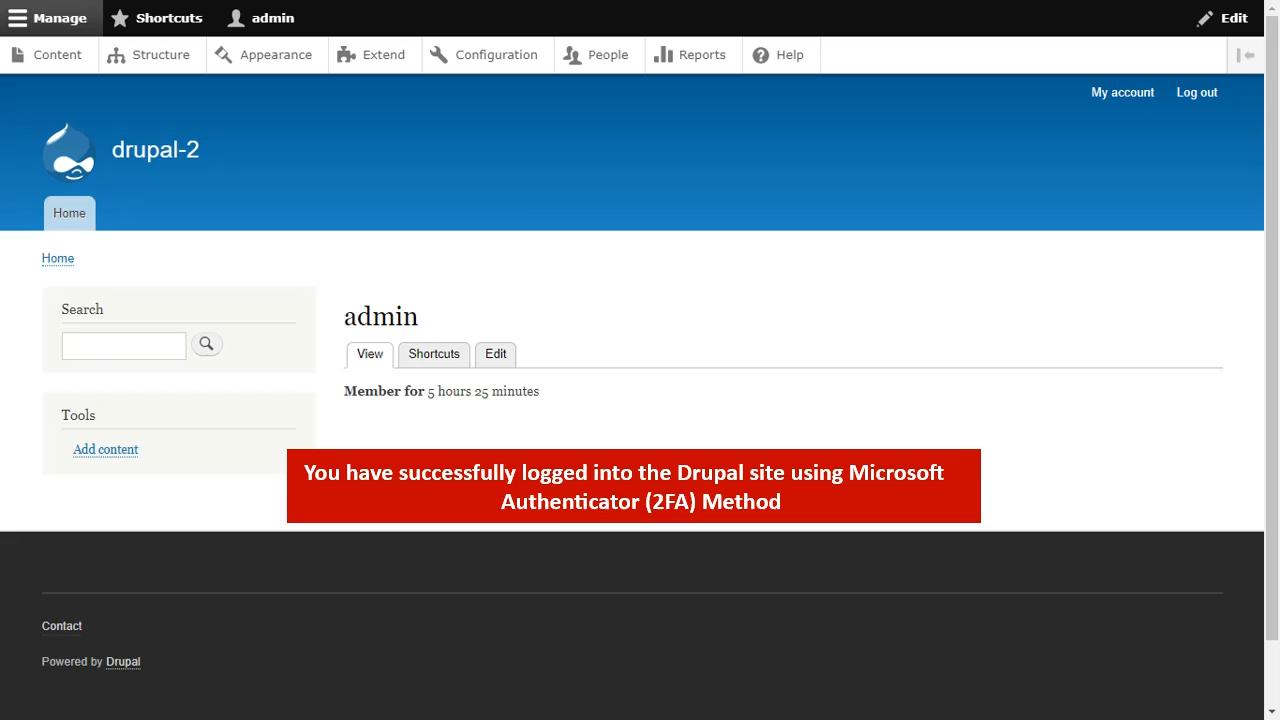 Manage Shortcuts admin Edit
Content Structure Appearance Extend Configuration People Reports Help
My account Log out
drupal-2
Home
Home
Search
admin
View Shortcuts Edit
Member for 5 hours 25 minutes
Tools
Add content
You have successfully logged into the Drupal site using Microsoft
Authenticator (2FA) Method
Contact
Powered by Drupal